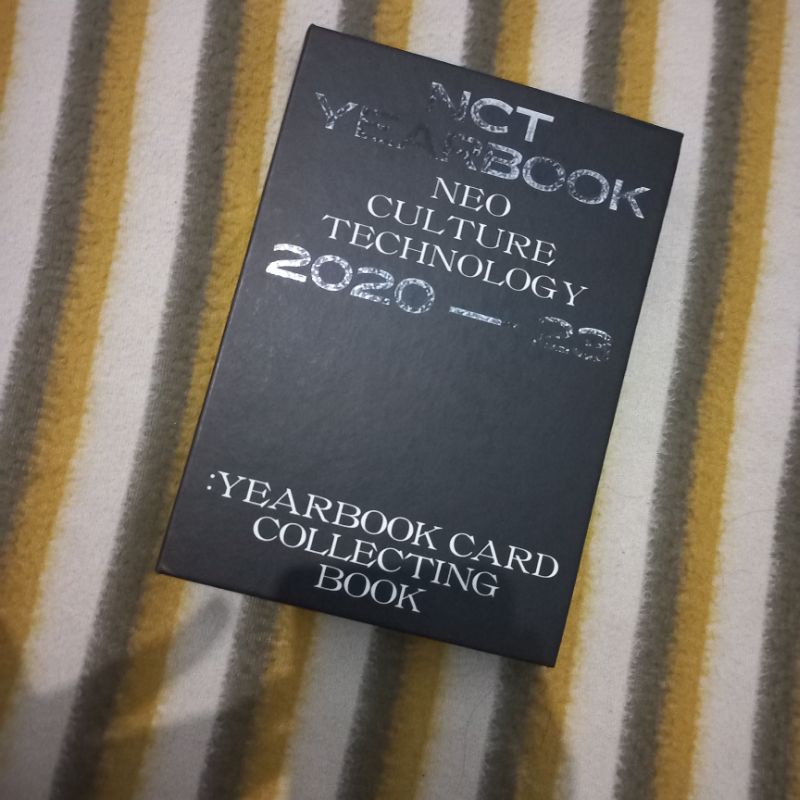 NCT
YEARBOOK
NEO
CULTURE
TECHNOLOGY
2020 — 23
:YEARBOOK CARD
COLLECTING
BOOK